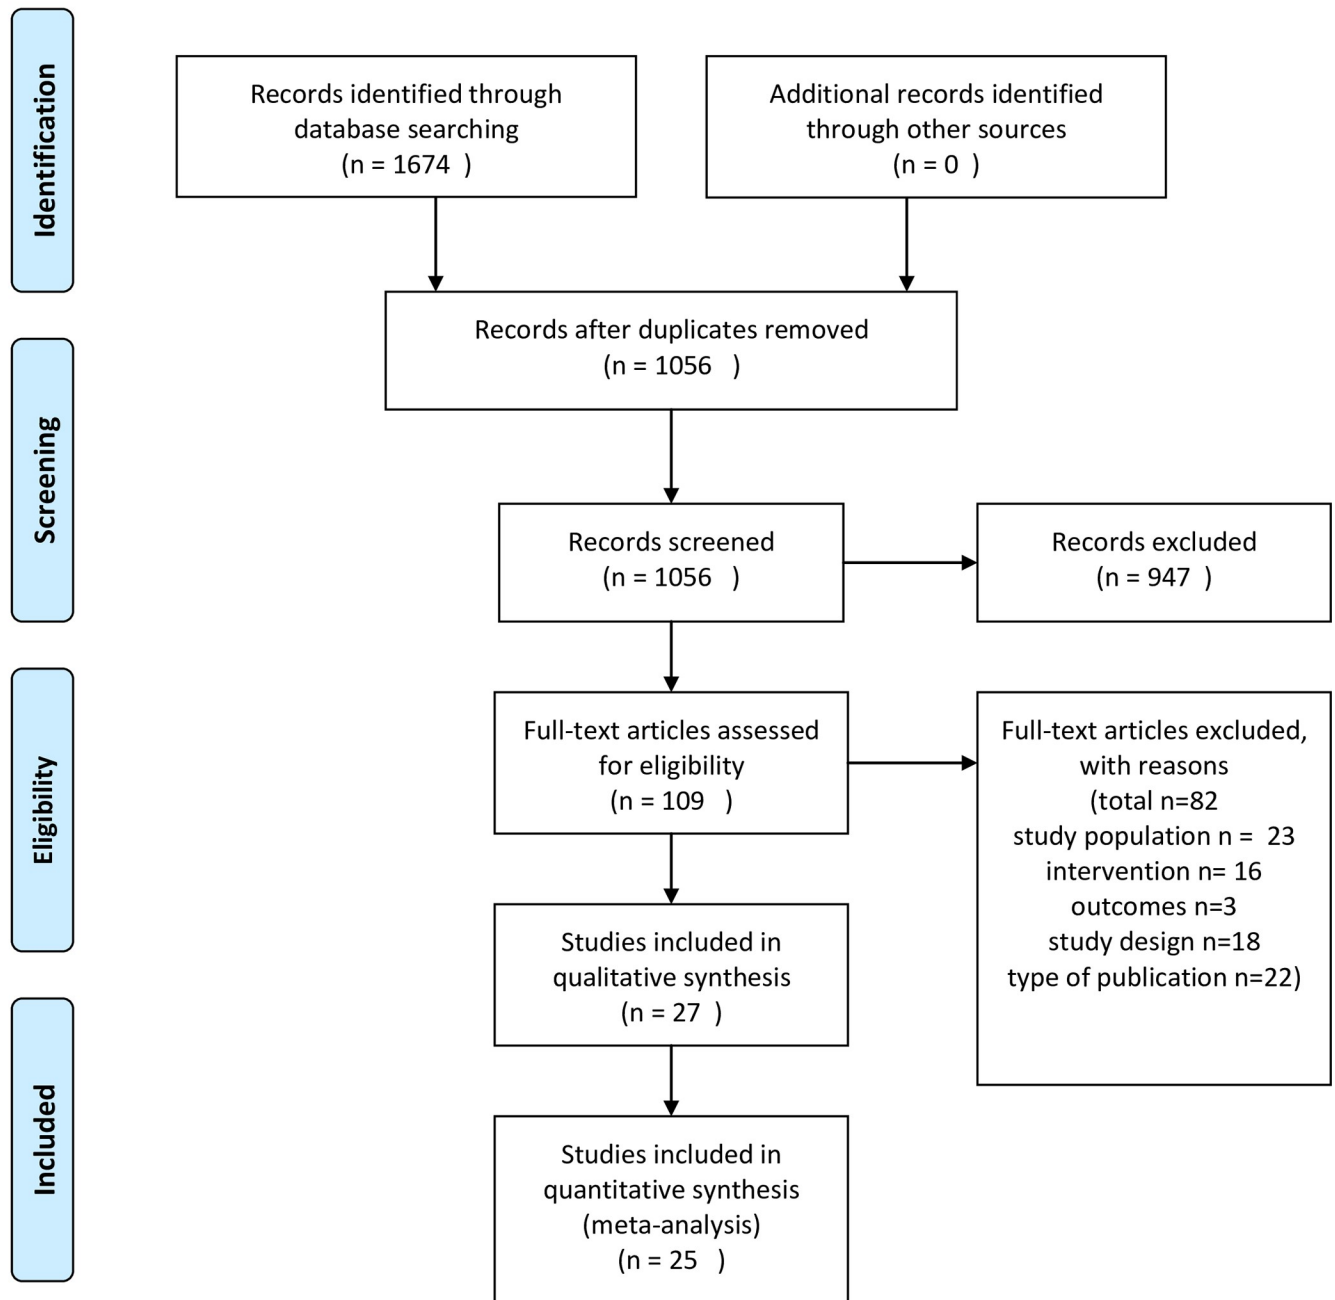 Identification
Records identified through
database searching
(n = 1674  )
Additional records identified
through other sources
(n = 0  )
Records after duplicates removed
(n = 1056   )
Screening
Records screened
(n = 1056   )
Records excluded
(n = 947  )
Eligibility
Full-text articles assessed
for eligibility
(n = 109   )
Full-text articles excluded,
with reasons
(total n=82
study population n =  23
intervention n= 16
outcomes n=3
study design n=18
type of publication n=22)
Studies included in
qualitative synthesis
(n = 27  )
Included
Studies included in
quantitative synthesis
(meta-analysis)
(n = 25   )